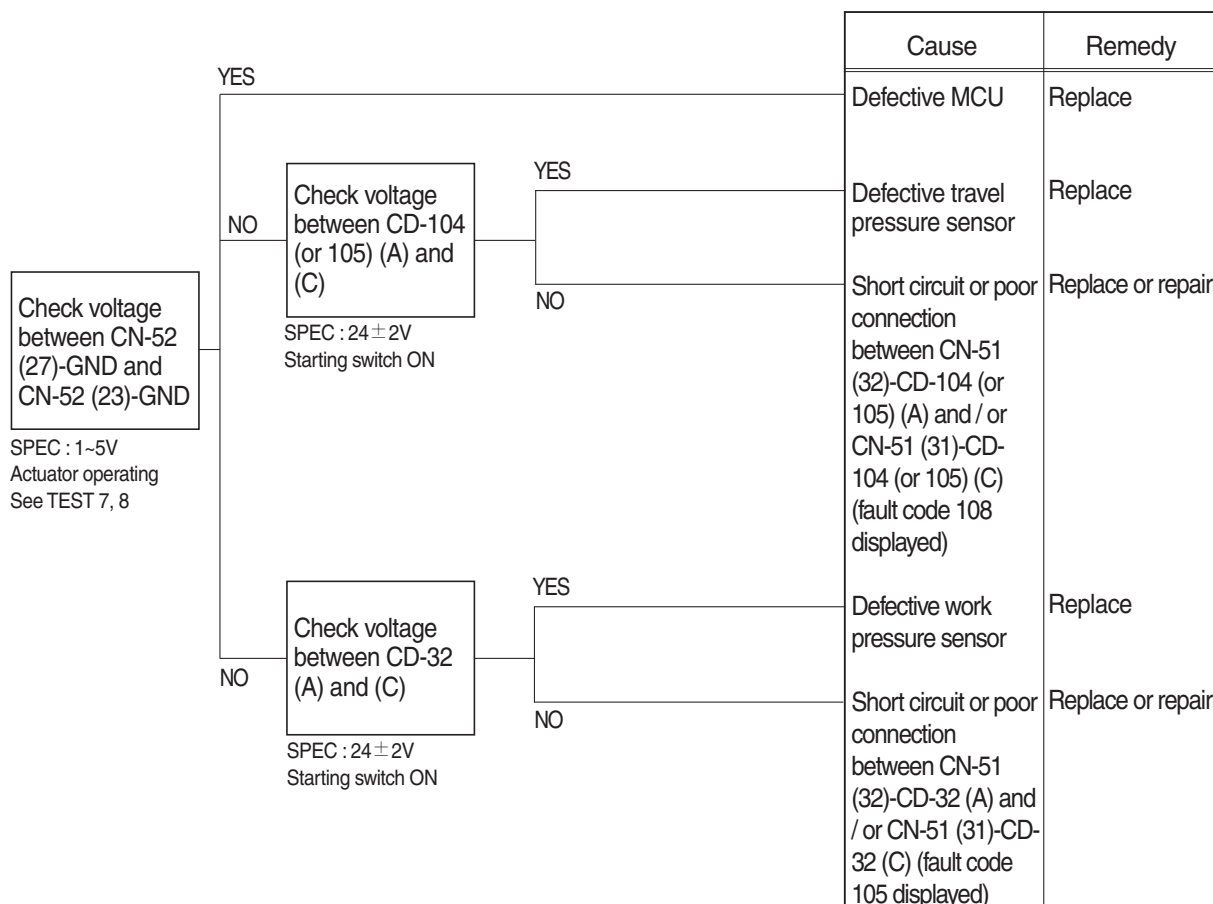 Cause
Remedy
YES
Defective MCU
Replace
NO
Check voltage
between CD-104
(or 105) (A) and
(C)
SPEC : 24±2V
Starting switch ON
YES
Defective travel
pressure sensor
Replace
NO
Short circuit or poor
connection
between CN-51
(32)-CD-104 (or
105) (A) and / or
CN-51 (31)-CD-
104 (or 105) (C)
(fault code 108
displayed)
Replace or repair
Check voltage
between CN-52
(27)-GND and
CN-52 (23)-GND
SPEC : 1~5V
Actuator operating
See TEST 7, 8
NO
Check voltage
between CD-32
(A) and (C)
SPEC : 24±2V
Starting switch ON
YES
Defective work
pressure sensor
Replace
NO
Short circuit or poor
connection
between CN-51
(32)-CD-32 (A) and
/ or CN-51 (31)-CD-
32 (C) (fault code
105 displayed)
Replace or repair